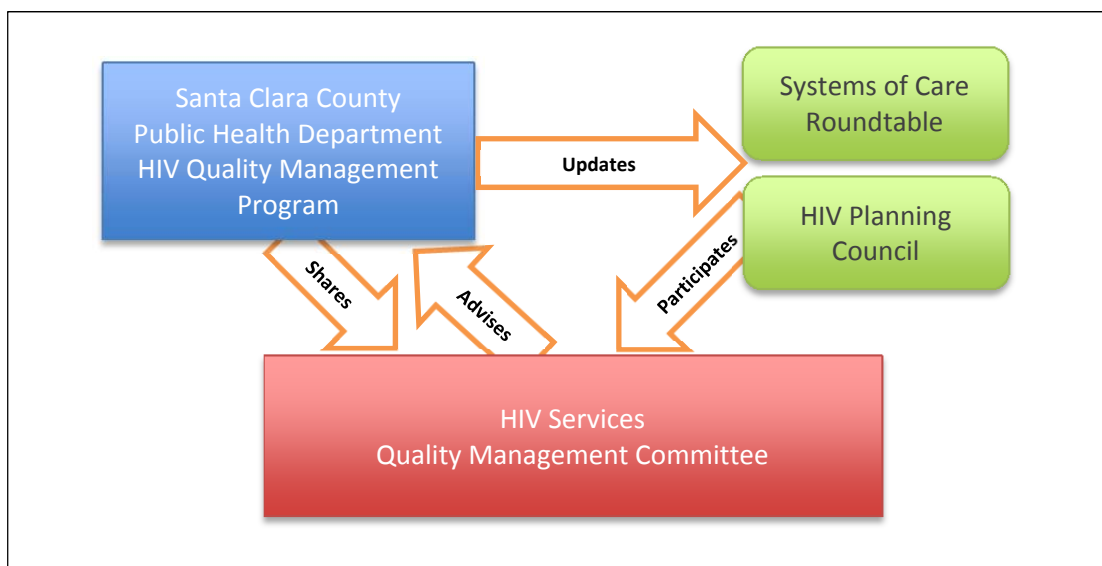 Santa Clara County
Public Health Department
HIV Quality Management
Program
Updates
Systems of Care
Roundtable
HIV Planning
Council
Shares
Advises
Participates
HIV Services
Quality Management Committee